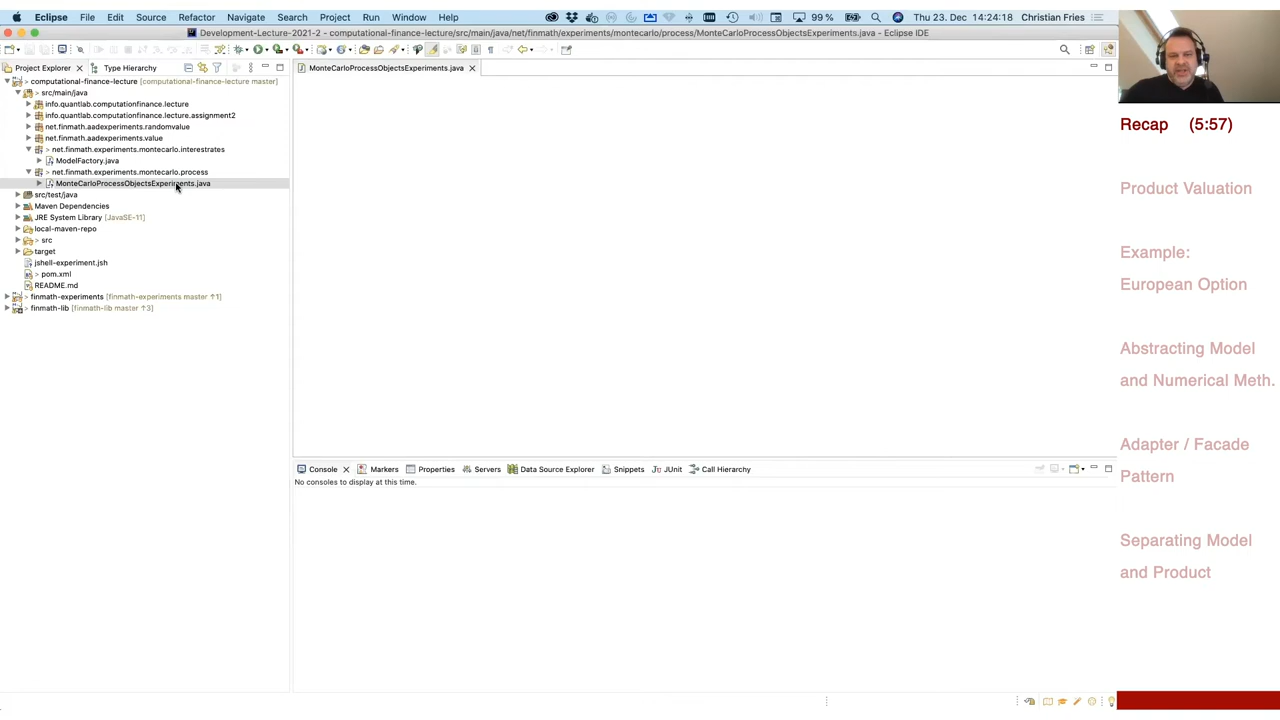 Eclipse File Edit Source Refactor Navigate Search Project Run Window Help 99 % Thu 23. Dec 14:24:18 Christian Fries
Development-Lecture-2021-2 - computational-finance-lecture/src/main/java/net/finmath/experiments/montecarlo/process/MonteCarloProcessObjectsExperiments.java - Eclipse IDE
Project Explorer Type Hierarchy
MonteCarloProcessObjectsExperiments.java
> computational-finance-lecture [computational-finance-lecture master]
> src/main/java
info.quantlab.computationfinance.lecture
info.quantlab.computationfinance.lecture.assignment2
net.finmath.aadexperiments.randomvalue
net.finmath.aadexperiments.value
> net.finmath.experiments.montecarlo.interestrates
ModelFactory.java
> net.finmath.experiments.montecarlo.process
MonteCarloProcessObjectsExperiments.java
src/test/java
Maven Dependencies
JRE System Library [JavaSE-11]
local-maven-repo
> src
target
jshell-experiment.jsh
> pom.xml
README.md
> finmath-experiments [finmath-experiments master ↑1]
> finmath-lib [finmath-lib master ↑3]
Console Markers Properties Servers Data Source Explorer Snippets JUnit Call Hierarchy
No consoles to display at this time.
Recap (5:57)
Product Valuation
Example:
European Option
Abstracting Model
and Numerical Meth.
Adapter / Facade
Pattern
Separating Model
and Product